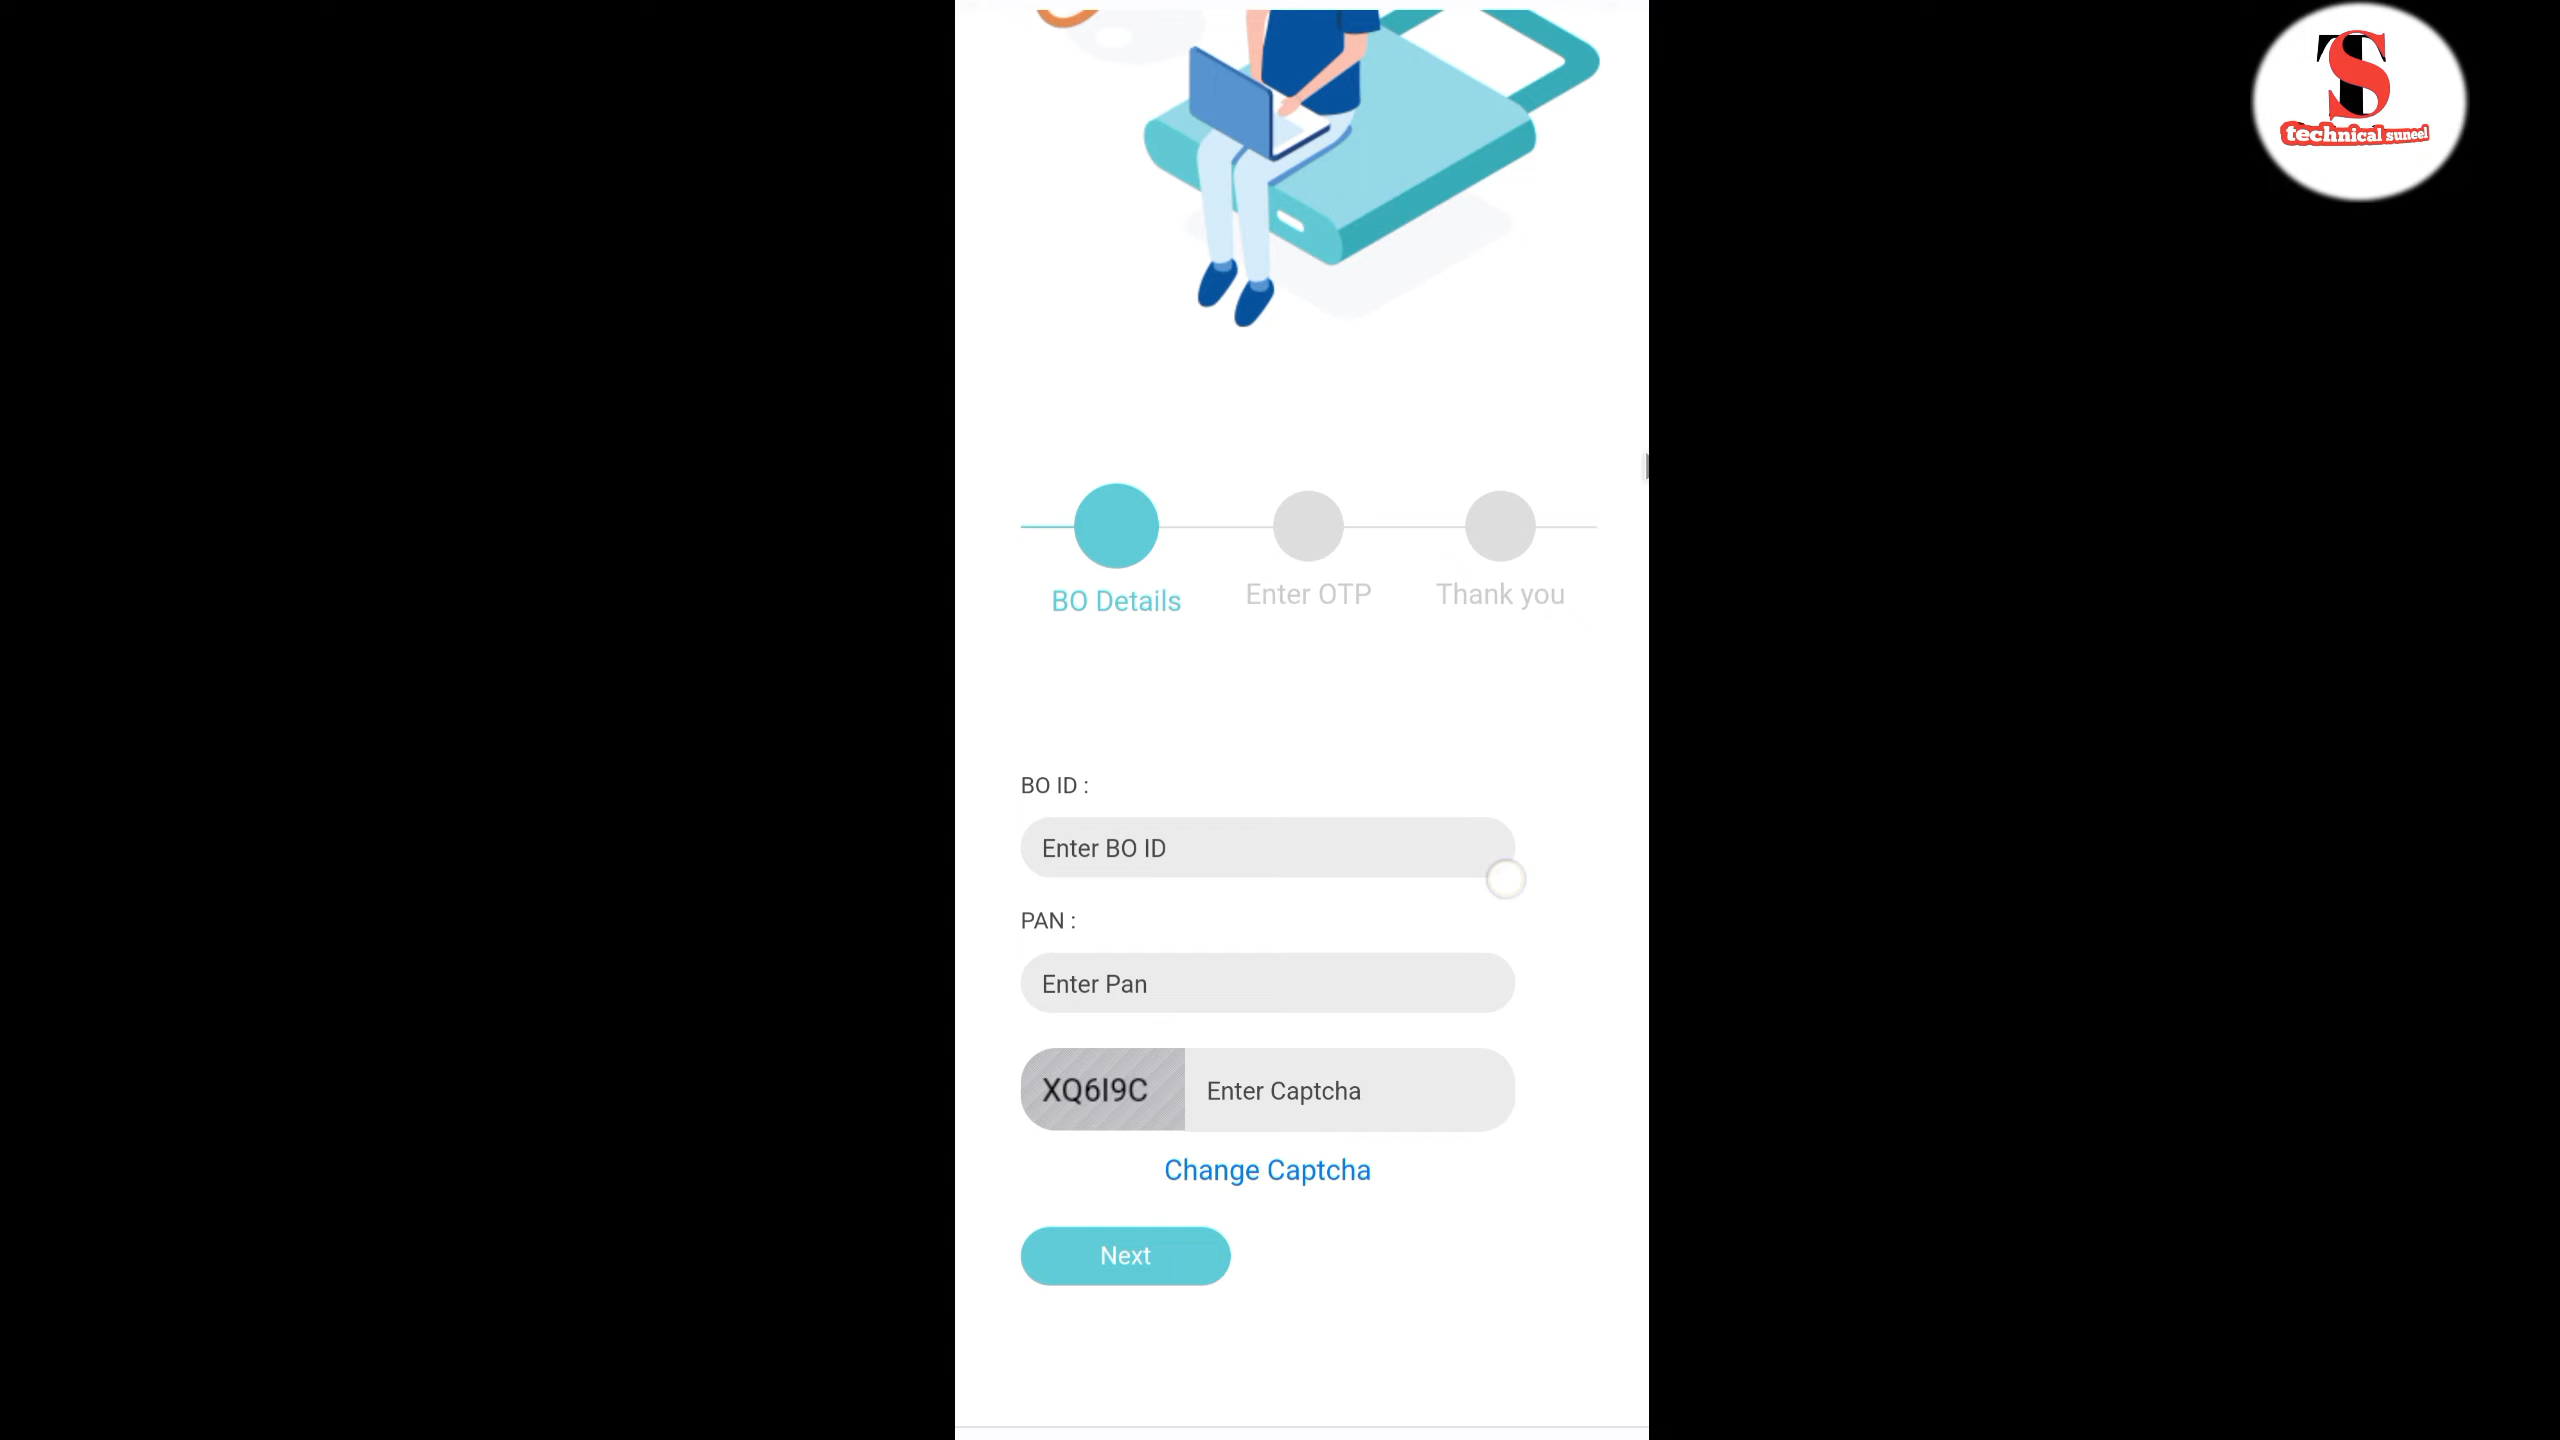 TS
technical suneel
BO Details
Enter OTP
Thank you
BO ID :
Enter BO ID
PAN :
Enter Pan
XQ6I9C
Enter Captcha
Change Captcha
Next